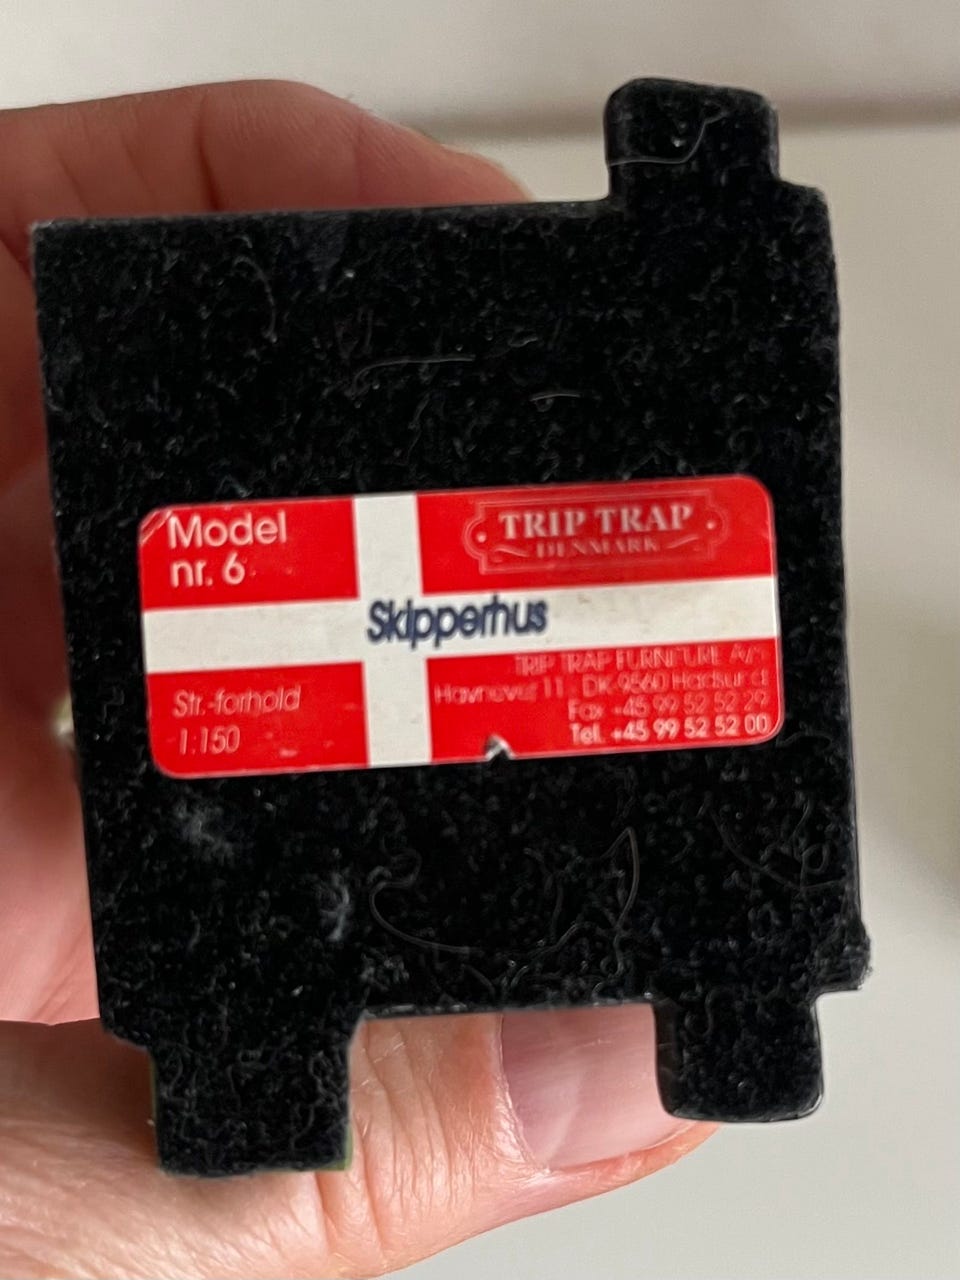 Model
nr. 6
TRIP TRAP
DENMARK
Skipperhus
Str.-forhold
1:150
TRIP TRAP FURNITURE A/S
Havnevej 11 . DK-9560 Hadsund
Fax +45 99 52 52 29
Tel. +45 99 52 52 00